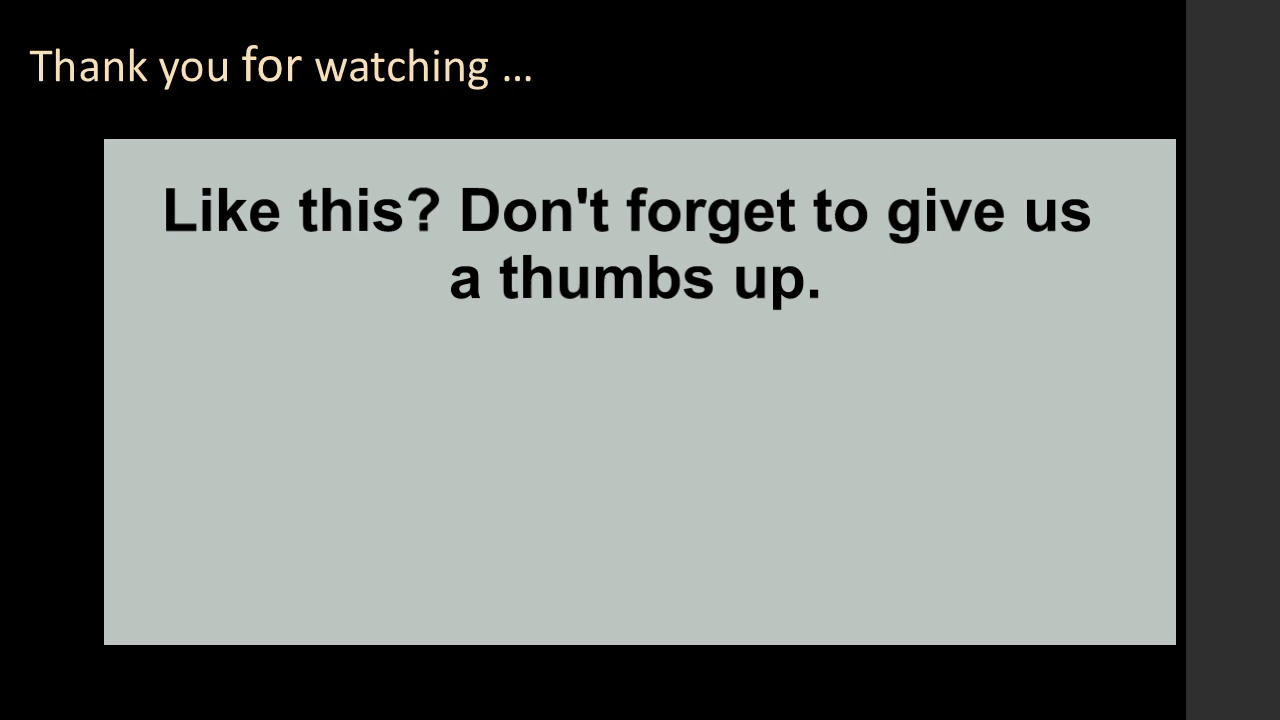 Thank you for watching …
Like this? Don't forget to give us
a thumbs up.